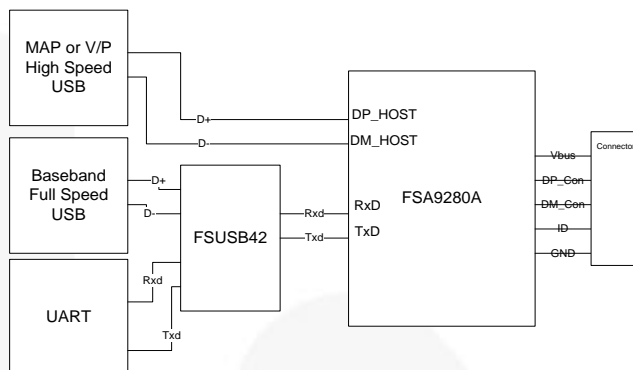 MAP or V/P
High Speed
USB
D+
D-
DP_HOST
DM_HOST
Baseband
Full Speed
USB
D+
D-
FSUSB42
Rxd
Txd
RxD
TxD
FSA9280A
Vbus
DP_Con
DM_Con
ID
GND
Connector
UART
Rxd
Txd